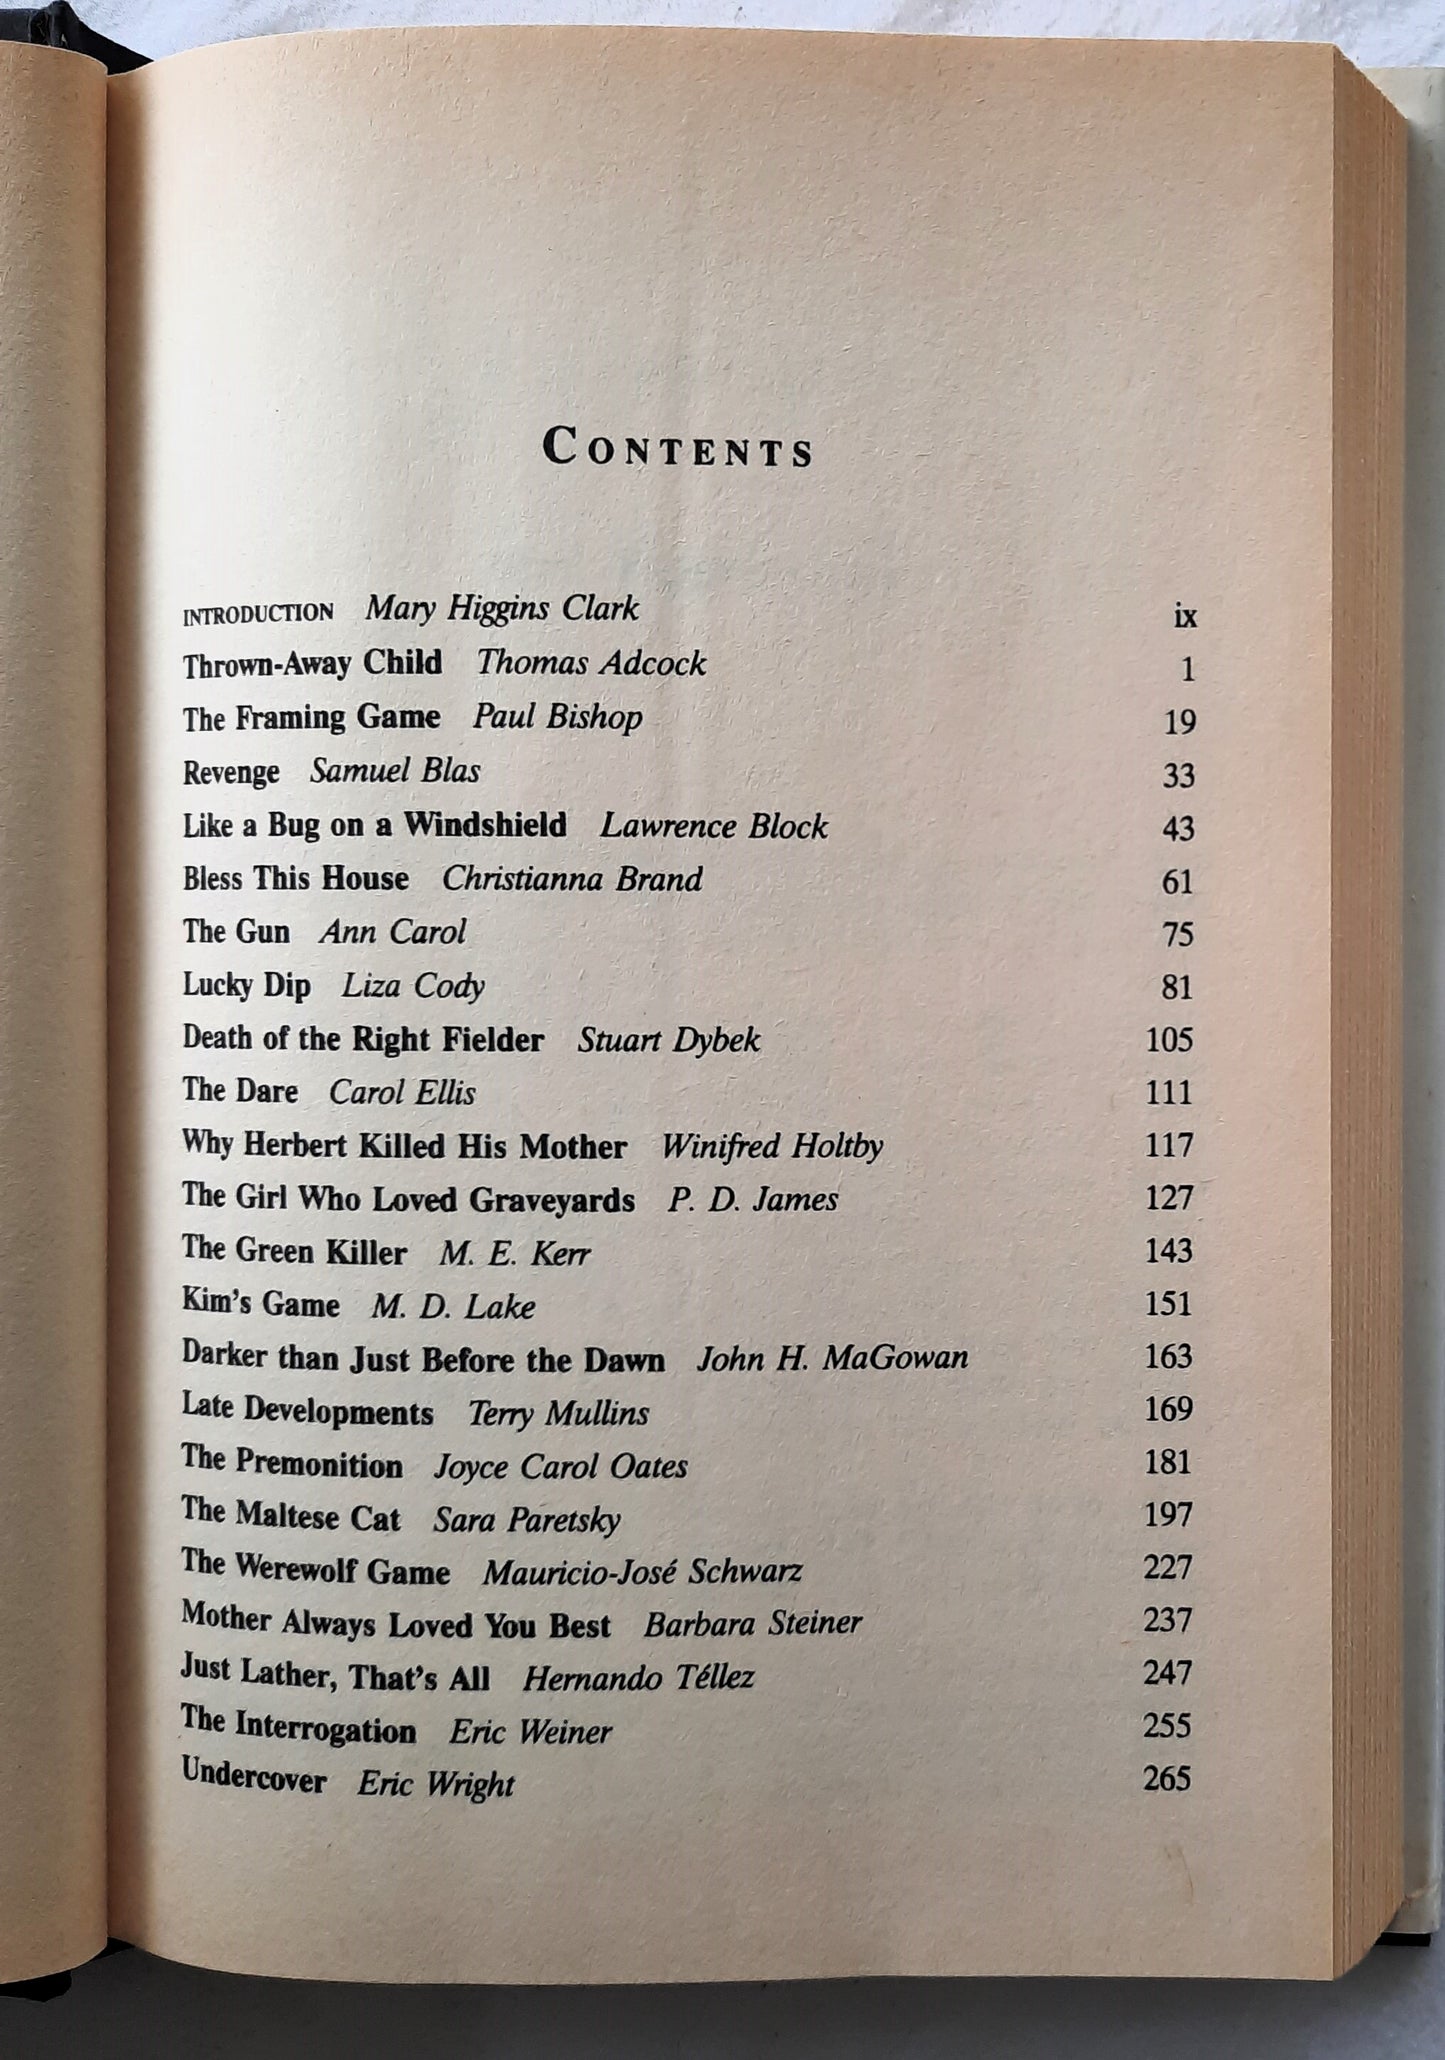 CONTENTS
INTRODUCTION Mary Higgins Clark ix
Thrown-Away Child Thomas Adcock 1
The Framing Game Paul Bishop 19
Revenge Samuel Blas 33
Like a Bug on a Windshield Lawrence Block 43
Bless This House Christianna Brand 61
The Gun Ann Carol 75
Lucky Dip Liza Cody 81
Death of the Right Fielder Stuart Dybek 105
The Dare Carol Ellis 111
Why Herbert Killed His Mother Winifred Holtby 117
The Girl Who Loved Graveyards P. D. James 127
The Green Killer M. E. Kerr 143
Kim's Game M. D. Lake 151
Darker than Just Before the Dawn John H. MaGowan 163
Late Developments Terry Mullins 169
The Premonition Joyce Carol Oates 181
The Maltese Cat Sara Paretsky 197
The Werewolf Game Mauricio-José Schwarz 227
Mother Always Loved You Best Barbara Steiner 237
Just Lather, That's All Hernando Téllez 247
The Interrogation Eric Weiner 255
Undercover Eric Wright 265